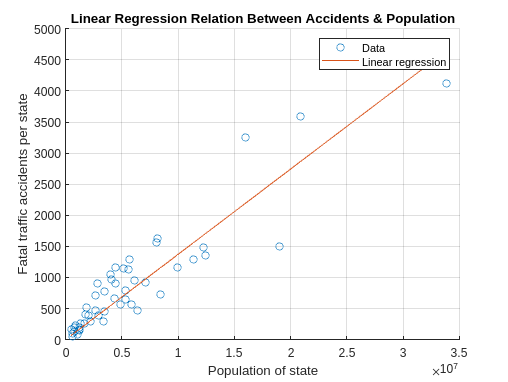 Linear Regression Relation Between Accidents & Population
5000
4500
4000
3500
3000
2500
2000
1500
1000
500
0
Fatal traffic accidents per state
Data
Linear regression
0 0.5 1 1.5 2 2.5 3 3.5
×10^7
Population of state